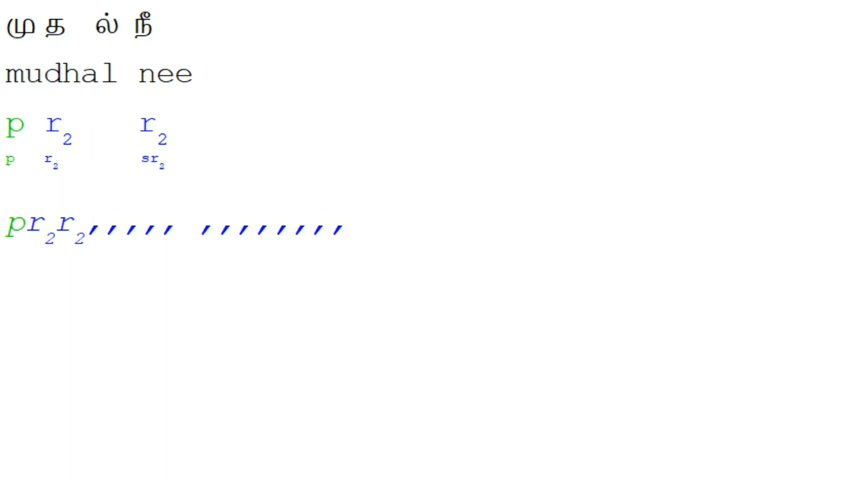 முத ல் நீ
mudhal nee
p r₂ r₂
p r₂ sr₂
pr₂r₂,,,,, ,,,,,,,,